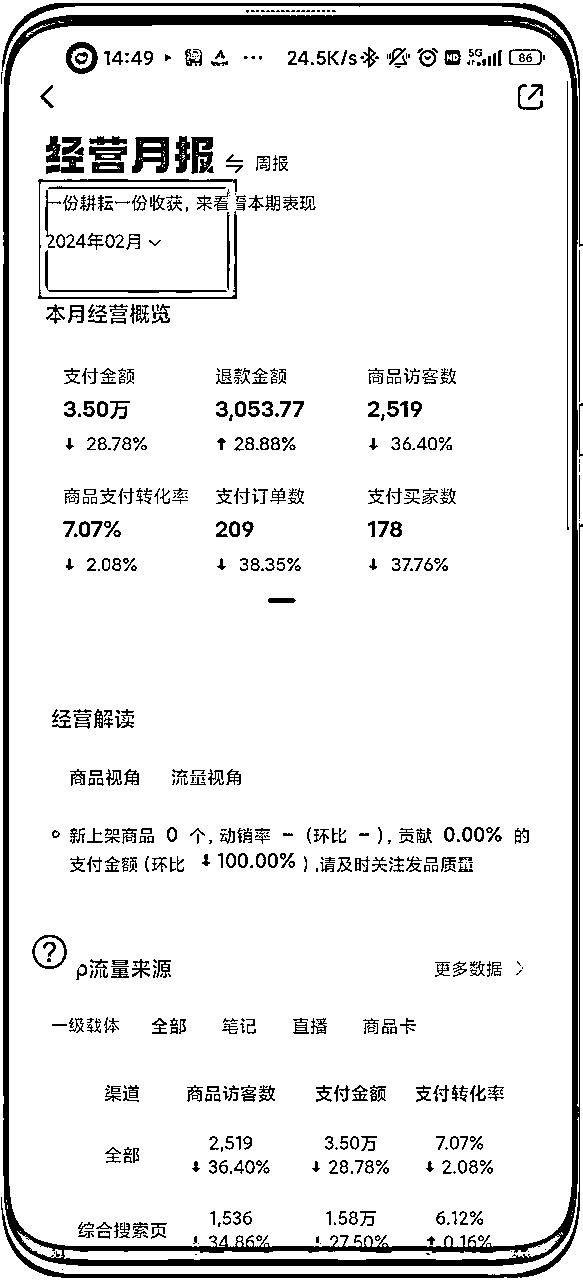 14:49 24.5K/s HD 5G 86
经营月报 周报
一份耕耘一份收获，来看看本期表现
2024年02月
本月经营概览
支付金额 退款金额 商品访客数
3.50万 3,053.77 2,519
↓ 28.78% ↑ 28.88% ↓ 36.40%
商品支付转化率 支付订单数 支付买家数
7.07% 209 178
↓ 2.08% ↓ 38.35% ↓ 37.76%
经营解读
商品视角 流量视角
新上架商品 0 个，动销率 – （环比 – ），贡献 0.00% 的
支付金额（环比 ↓100.00% ），请及时关注发品质量
流量来源 更多数据
一级载体 全部 笔记 直播 商品卡
渠道 商品访客数 支付金额 支付转化率
2,519 3.50万 7.07%
全部
↓ 36.40% ↓ 28.78% ↓ 2.08%
1,536 1.58万 6.12%
综合搜索页
↓ 34.86% ↓ 27.50% ↑ 0.16%